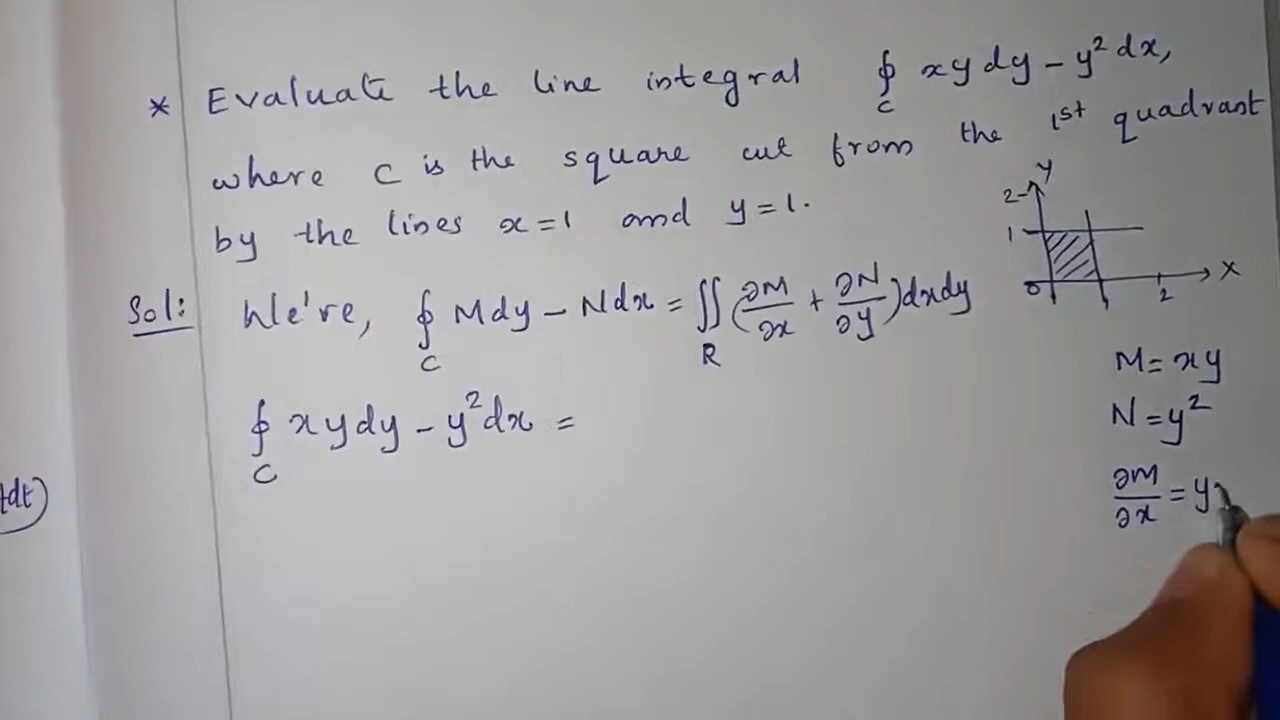 * Evaluate the line integral ∮_C xy dy - y² dx,
where C is the square cut from the 1st quadrant
by the lines x=1 and y=1.
y
2
1
0
1
2
x
Sol: We're, ∮_C M dy - N dx = ∬_R (∂M/∂x + ∂N/∂y) dx dy
M = xy
∮_C xy dy - y² dx =
N = y²
∂M/∂x = y
tdt)